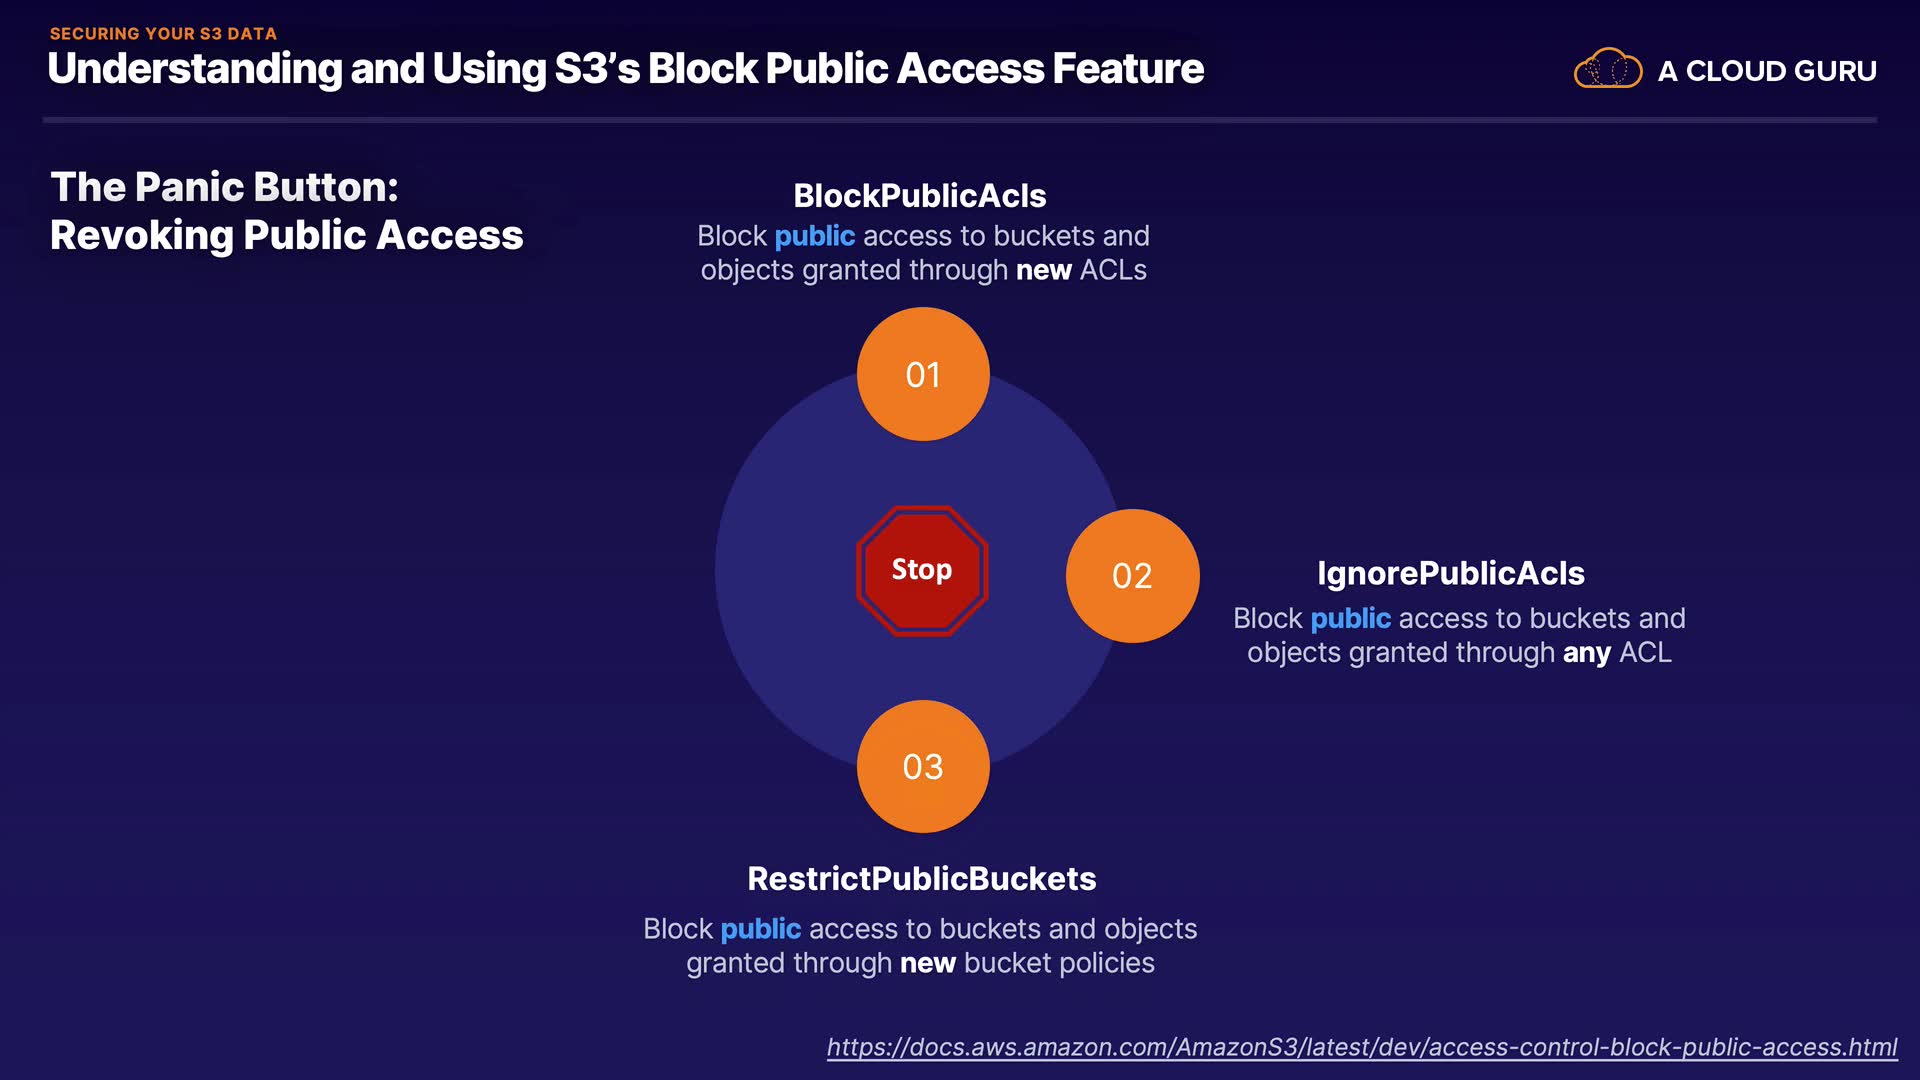 SECURING YOUR S3 DATA
Understanding and Using S3’s Block Public Access Feature
A CLOUD GURU
The Panic Button:
Revoking Public Access
BlockPublicAcls
Block public access to buckets and
objects granted through new ACLs
01
Stop
02
IgnorePublicAcls
Block public access to buckets and
objects granted through any ACL
03
RestrictPublicBuckets
Block public access to buckets and objects
granted through new bucket policies
https://docs.aws.amazon.com/AmazonS3/latest/dev/access-control-block-public-access.html